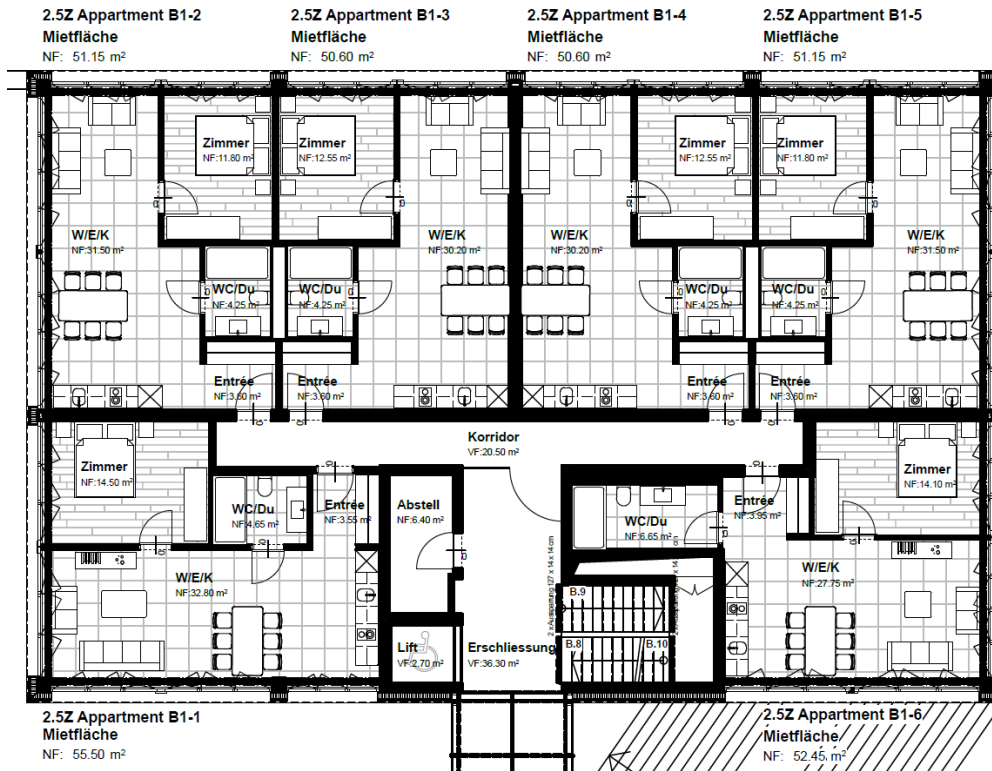 2.5Z Appartment B1-2
Mietfläche
NF: 51.15 m²
2.5Z Appartment B1-3
Mietfläche
NF: 50.60 m²
2.5Z Appartment B1-4
Mietfläche
NF: 50.60 m²
2.5Z Appartment B1-5
Mietfläche
NF: 51.15 m²
Zimmer
NF:11.80 m²
Zimmer
NF:12.55 m²
Zimmer
NF:12.55 m²
Zimmer
NF:11.80 m²
W/E/K
NF:31.50 m²
W/E/K
NF:30.20 m²
W/E/K
NF:30.20 m²
W/E/K
NF:31.50 m²
WC/Du
NF:4.25 m²
WC/Du
NF:4.25 m²
WC/Du
NF:4.25 m²
WC/Du
NF:4.25 m²
Entrée
NF:3.60 m²
Entrée
NF:3.60 m²
Entrée
NF:3.60 m²
Entrée
NF:3.60 m²
Korridor
VF:20.50 m²
Zimmer
NF:14.50 m²
WC/Du
NF:4.65 m²
Entrée
NF:3.55 m²
Abstell
NF:6.40 m²
WC/Du
NF:6.65 m²
Entrée
NF:3.95 m²
Zimmer
NF:14.10 m²
W/E/K
NF:32.80 m²
W/E/K
NF:27.75 m²
2 x Aussparung 127 x 14 x 14 cm
B.9
B.8
B.10
Lift
VF:2.70 m²
Erschliessung
VF:36.30 m²
2.5Z Appartment B1-1
Mietfläche
NF: 55.50 m²
2.5Z Appartment B1-6
Mietfläche
NF: 52.45 m²